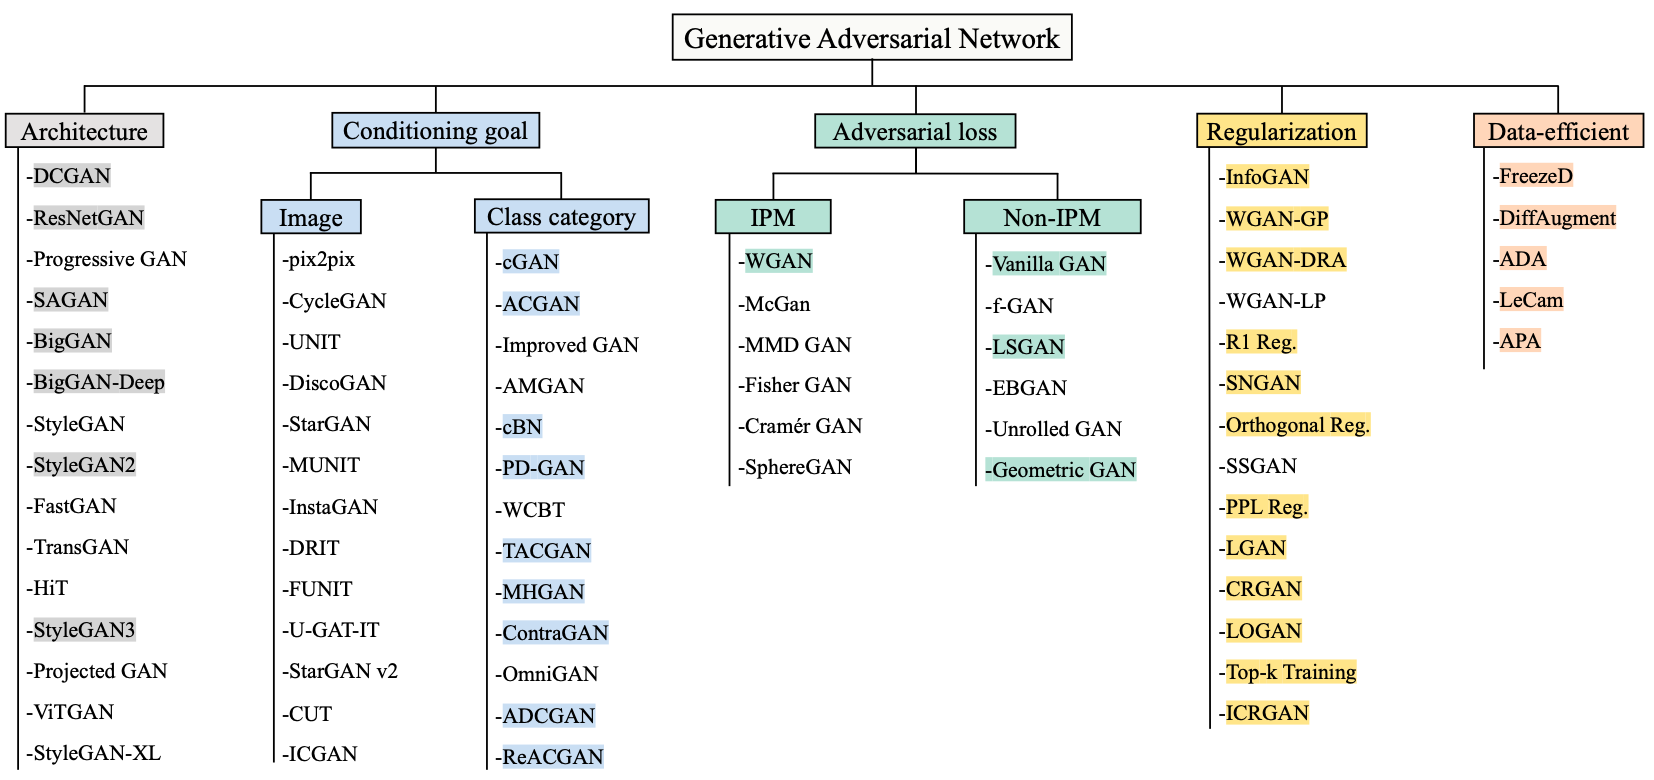 Generative Adversarial Network
Architecture
-DCGAN
-ResNetGAN
-Progressive GAN
-SAGAN
-BigGAN
-BigGAN-Deep
-StyleGAN
-StyleGAN2
-FastGAN
-TransGAN
-HiT
-StyleGAN3
-Projected GAN
-ViTGAN
-StyleGAN-XL
Conditioning goal
Image
-pix2pix
-CycleGAN
-UNIT
-DiscoGAN
-StarGAN
-MUNIT
-InstaGAN
-DRIT
-FUNIT
-U-GAT-IT
-StarGAN v2
-CUT
-ICGAN
Class category
-cGAN
-ACGAN
-Improved GAN
-AMGAN
-cBN
-PD-GAN
-WCBT
-TACGAN
-MHGAN
-ContraGAN
-OmniGAN
-ADCGAN
-ReACGAN
Adversarial loss
IPM
-WGAN
-McGan
-MMD GAN
-Fisher GAN
-Cramér GAN
-SphereGAN
Non-IPM
-Vanilla GAN
-f-GAN
-LSGAN
-EBGAN
-Unrolled GAN
-Geometric GAN
Regularization
-InfoGAN
-WGAN-GP
-WGAN-DRA
-WGAN-LP
-R1 Reg.
-SNGAN
-Orthogonal Reg.
-SSGAN
-PPL Reg.
-LGAN
-CRGAN
-LOGAN
-Top-k Training
-ICRGAN
Data-efficient
-FreezeD
-DiffAugment
-ADA
-LeCam
-APA